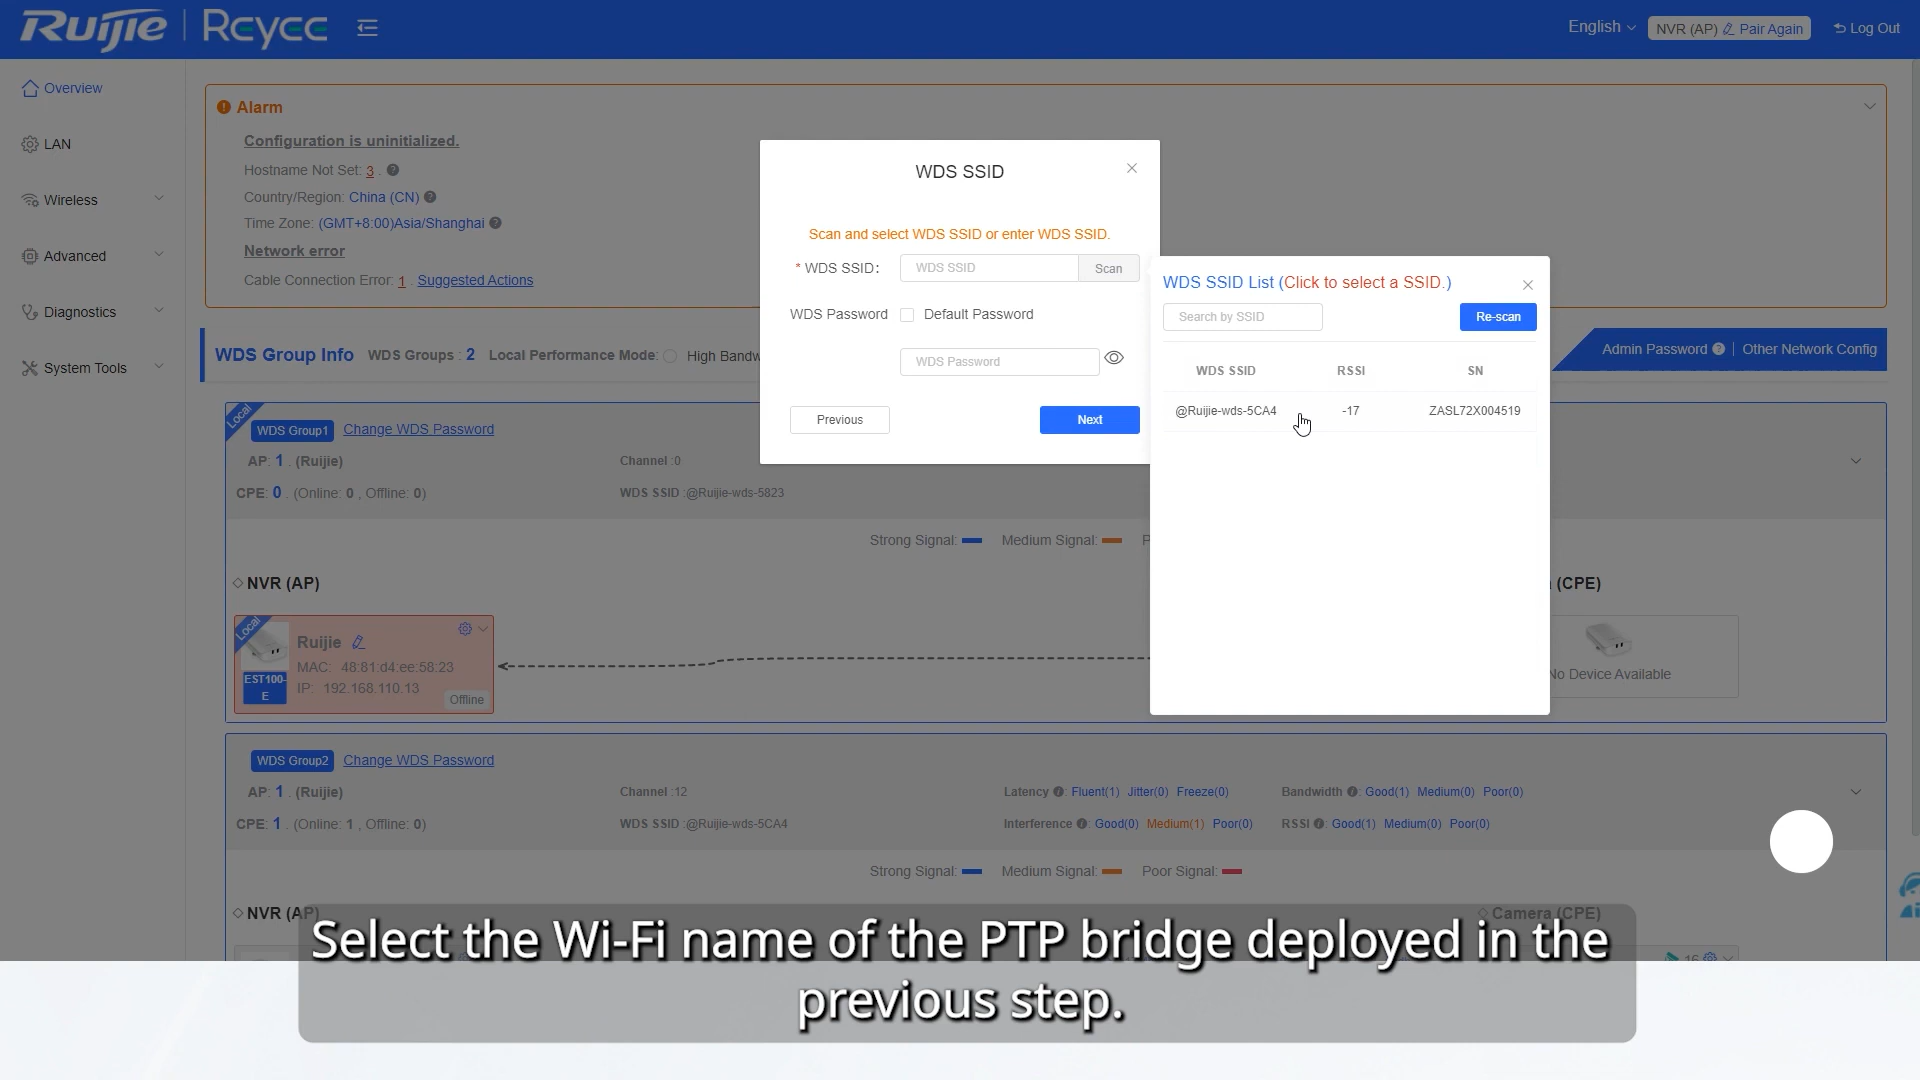 Ruijie | Reyee
English
NVR (AP) Pair Again
Log Out
Overview
LAN
Wireless
Advanced
Diagnostics
System Tools
Alarm
Configuration is uninitialized.
Hostname Not Set: 3 .
Country/Region: China (CN)
Time Zone: (GMT+8:00)Asia/Shanghai
Network error
Cable Connection Error: 1 . Suggested Actions
WDS SSID
Scan and select WDS SSID or enter WDS SSID.
* WDS SSID: WDS SSID Scan
WDS Password Default Password
WDS Password
Previous Next
WDS SSID List (Click to select a SSID.)
Search by SSID Re-scan
WDS SSID RSSI SN
@Ruijie-wds-5CA4 -17 ZASL72X004519
WDS Group Info WDS Groups : 2 Local Performance Mode: High Bandw
Admin Password | Other Network Config
Local
WDS Group1 Change WDS Password
AP: 1 . (Ruijie) Channel :0
CPE: 0 . (Online: 0 , Offline: 0) WDS SSID :@Ruijie-wds-5823
Strong Signal: Medium Signal: P
NVR (AP) (CPE)
Local
Ruijie
MAC: 48:81:d4:ee:58:23
EST100-E
IP: 192.168.110.13
Offline
No Device Available
WDS Group2 Change WDS Password
AP: 1 . (Ruijie) Channel :12 Latency : Fluent(1) Jitter(0) Freeze(0) Bandwidth : Good(1) Medium(0) Poor(0)
CPE: 1 . (Online: 1 , Offline: 0) WDS SSID :@Ruijie-wds-5CA4 Interference : Good(0) Medium(1) Poor(0) RSSI : Good(1) Medium(0) Poor(0)
Strong Signal: Medium Signal: Poor Signal:
NVR (AP) Camera (CPE)
16
Select the Wi-Fi name of the PTP bridge deployed in the
previous step.